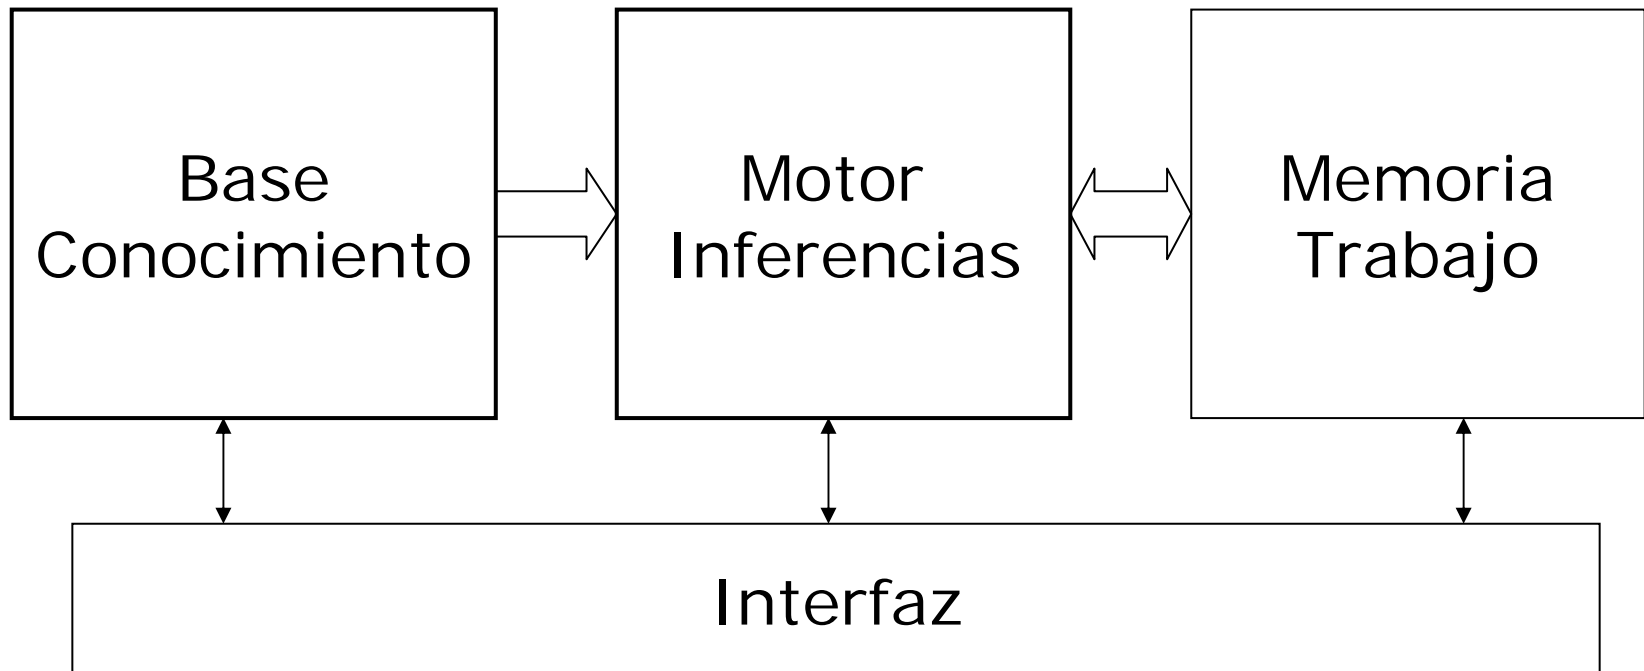 Base
Conocimiento
Motor
Inferencias
Memoria
Trabajo
Interfaz